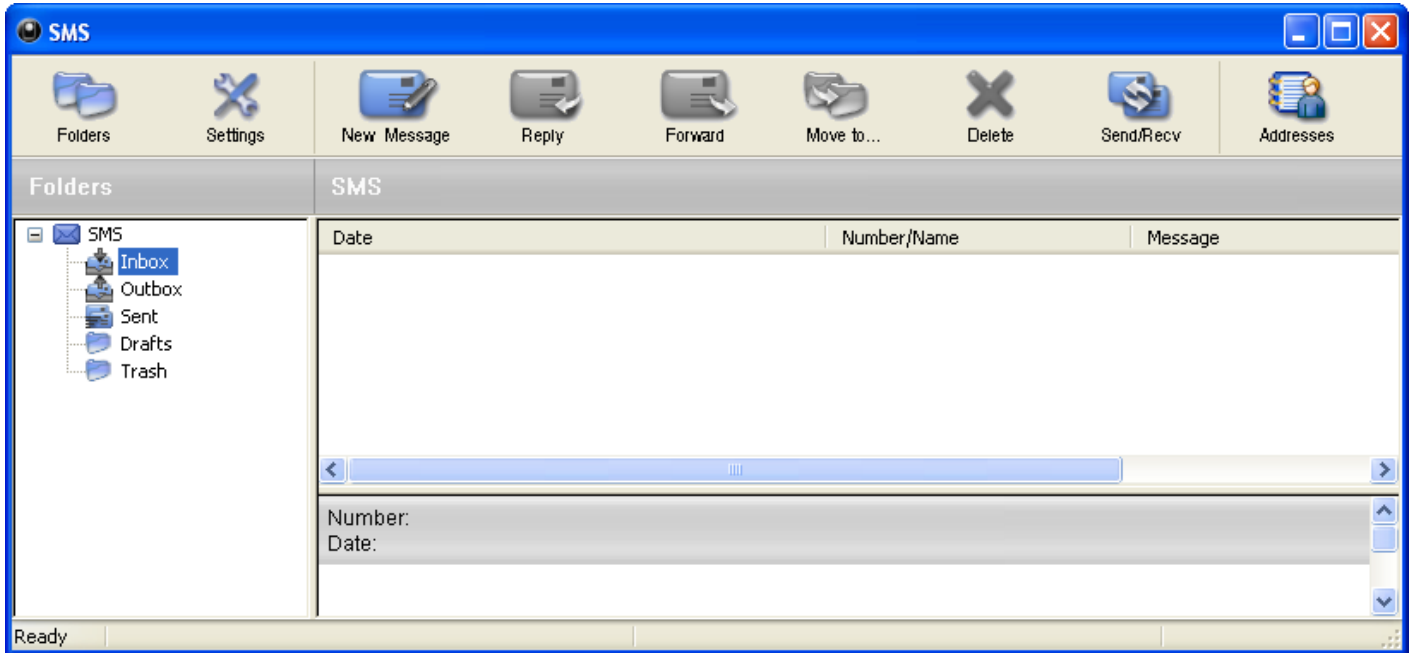 SMS
Folders Settings New Message Reply Forward Move to... Delete Send/Recv Addresses
Folders SMS
SMS
Inbox
Outbox
Sent
Drafts
Trash
Date Number/Name Message
Number:
Date:
Ready